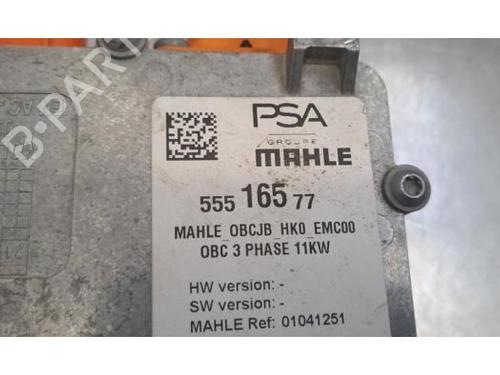 PSA
GROUPE
MAHLE
555 165 77
MAHLE_OBCJB_HK0_EMC00
OBC 3 PHASE 11KW
HW version: -
SW version: -
MAHLE Ref: 01041251
B-PARTS